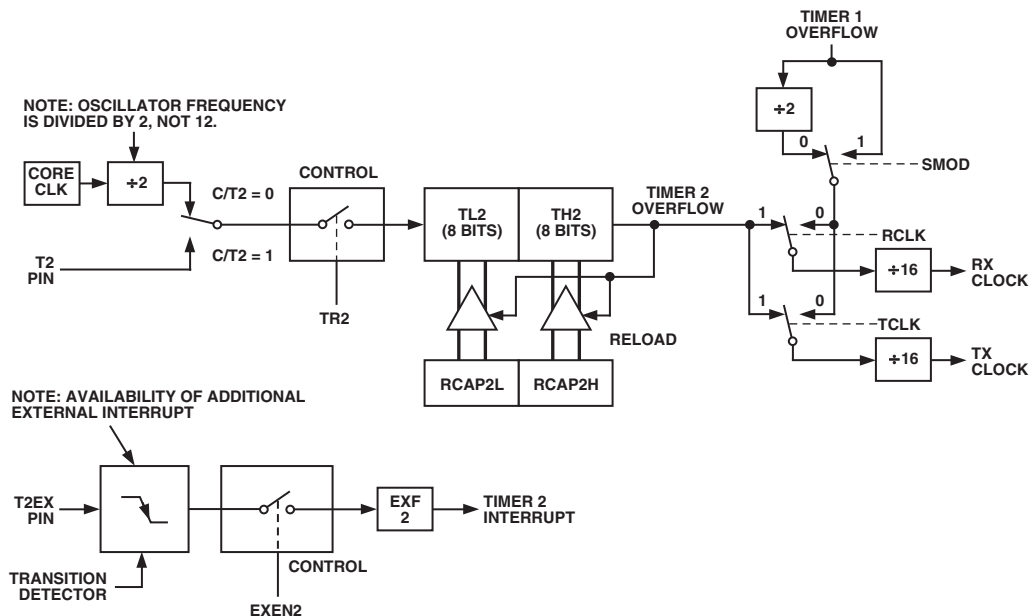 TIMER 1
OVERFLOW
NOTE: OSCILLATOR FREQUENCY
IS DIVIDED BY 2, NOT 12.
÷2
0
1
SMOD
CORE
CLK
÷2
C/T2 = 0
CONTROL
TL2
(8 BITS)
TH2
(8 BITS)
TIMER 2
OVERFLOW
1
0
RCLK
C/T2 = 1
T2
PIN
÷16
RX
CLOCK
TR2
1
0
TCLK
RELOAD
÷16
TX
CLOCK
RCAP2L
RCAP2H
NOTE: AVAILABILITY OF ADDITIONAL
EXTERNAL INTERRUPT
T2EX
PIN
EXF
2
TIMER 2
INTERRUPT
CONTROL
TRANSITION
DETECTOR
EXEN2